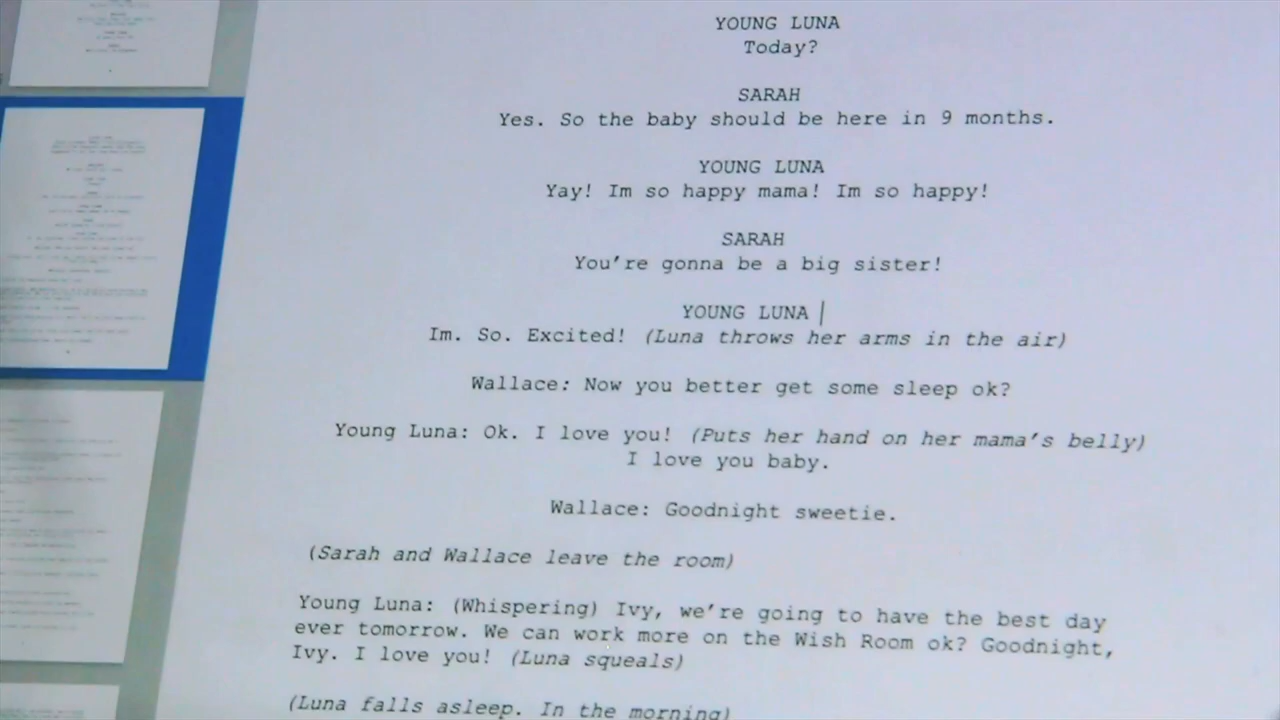 YOUNG LUNA
Today?
SARAH
Yes. So the baby should be here in 9 months.
YOUNG LUNA
Yay! Im so happy mama! Im so happy!
SARAH
You're gonna be a big sister!
YOUNG LUNA
Im. So. Excited! (Luna throws her arms in the air)
Wallace: Now you better get some sleep ok?
Young Luna: Ok. I love you! (Puts her hand on her mama's belly)
I love you baby.
Wallace: Goodnight sweetie.
(Sarah and Wallace leave the room)
Young Luna: (Whispering) Ivy, we're going to have the best day
ever tomorrow. We can work more on the Wish Room ok? Goodnight,
Ivy. I love you! (Luna squeals)
(Luna falls asleep. In the morning)